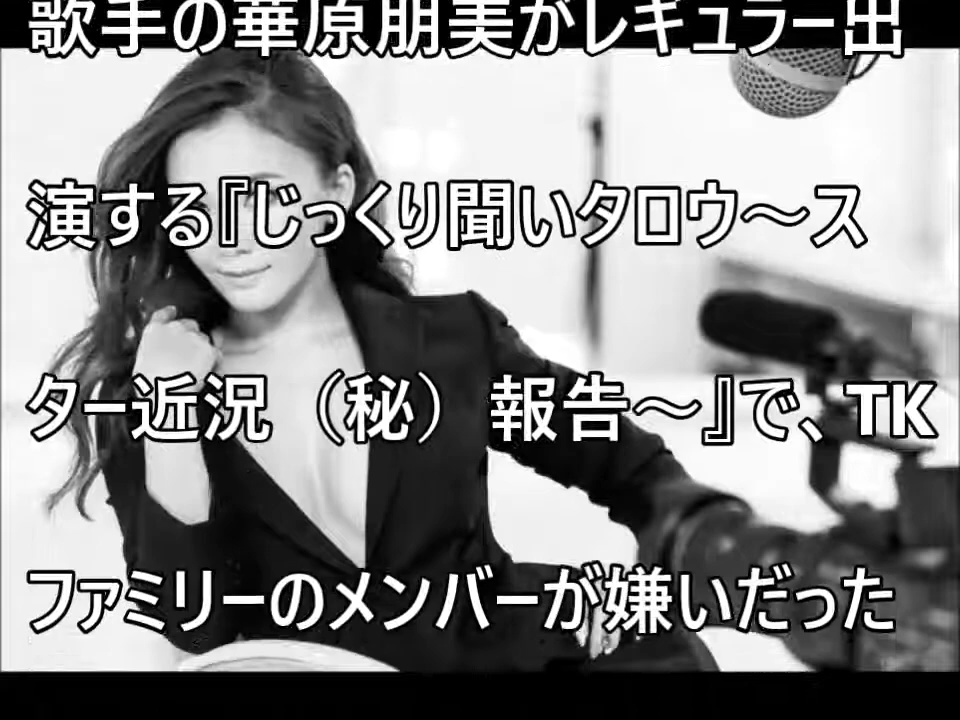 歌手の華原朋美がレギュラー出
演する『じっくり聞いタロウ〜ス
ター近況（秘）報告〜』で、TK
ファミリーのメンバーが嫌いだった